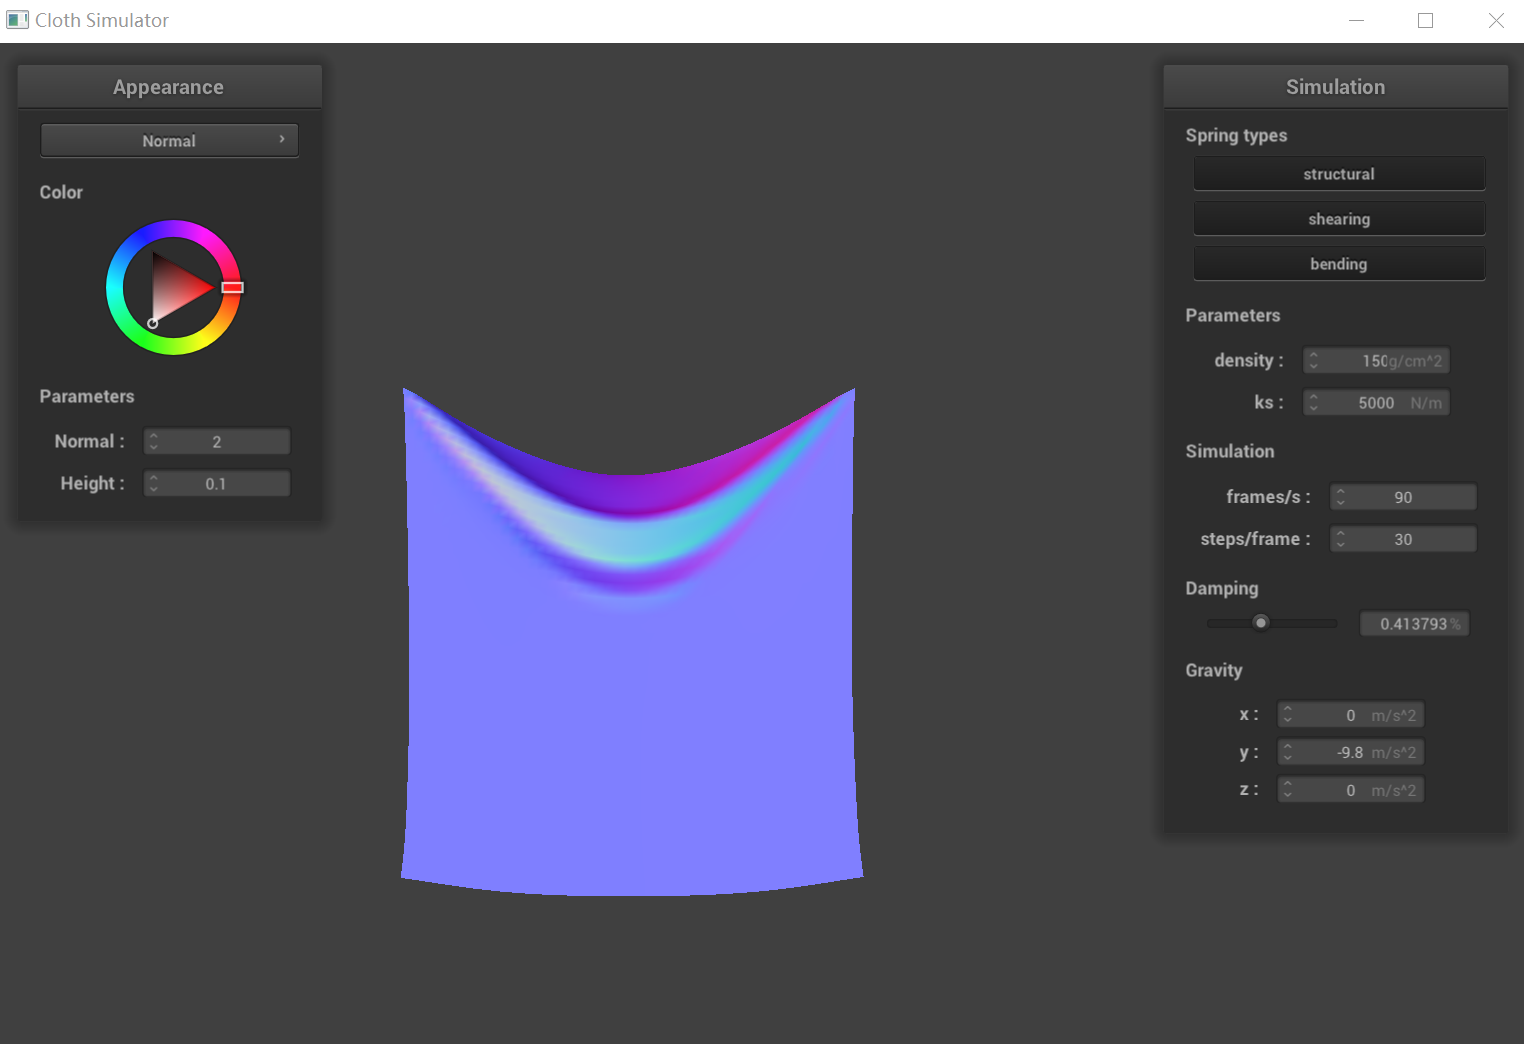 Cloth Simulator
Appearance
Normal
Color
Parameters
Normal : 2
Height : 0.1
Simulation
Spring types
structural
shearing
bending
Parameters
density : 150g/cm^2
ks : 5000 N/m
Simulation
frames/s : 90
steps/frame : 30
Damping
0.413793%
Gravity
x : 0 m/s^2
y : -9.8 m/s^2
z : 0 m/s^2